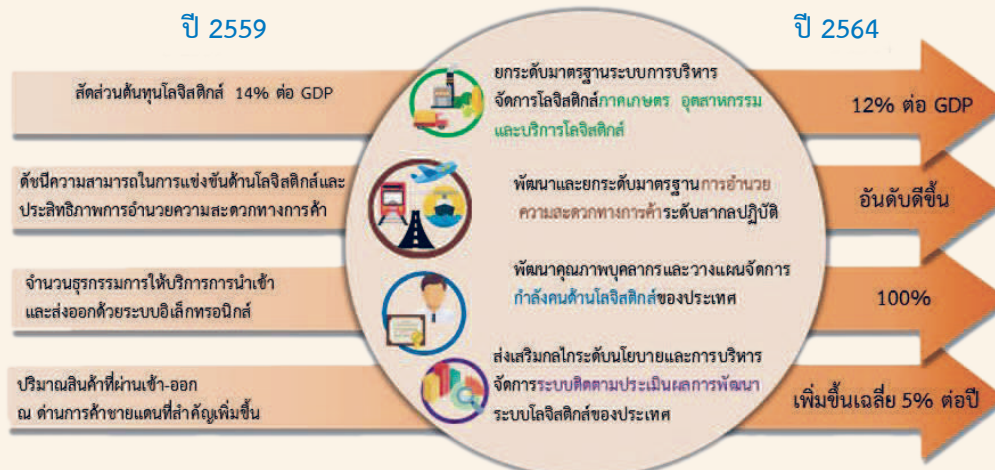 ปี 2559
ปี 2564
สัดส่วนต้นทุนโลจิสติกส์ 14% ต่อ GDP
ยกระดับมาตรฐานระบบการบริหาร
จัดการโลจิสติกส์ภาคเกษตร อุตสาหกรรม
และบริการโลจิสติกส์
12% ต่อ GDP
ดัชนีความสามารถในการแข่งขันด้านโลจิสติกส์และ
ประสิทธิภาพการอำนวยความสะดวกทางการค้า
พัฒนาและยกระดับมาตรฐานการอำนวย
ความสะดวกทางการค้าระดับสากลปฏิบัติ
อันดับดีขึ้น
จำนวนธุรกรรมการให้บริการการนำเข้า
และส่งออกด้วยระบบอิเล็กทรอนิกส์
พัฒนาคุณภาพบุคลากรและวางแผนจัดการ
กำลังคนด้านโลจิสติกส์ของประเทศ
100%
ปริมาณสินค้าที่ผ่านเข้า-ออก
ณ ด่านการค้าชายแดนที่สำคัญเพิ่มขึ้น
ส่งเสริมกลไกระดับนโยบายและการบริหาร
จัดการระบบติดตามประเมินผลการพัฒนา
ระบบโลจิสติกส์ของประเทศ
เพิ่มขึ้นเฉลี่ย 5% ต่อปี